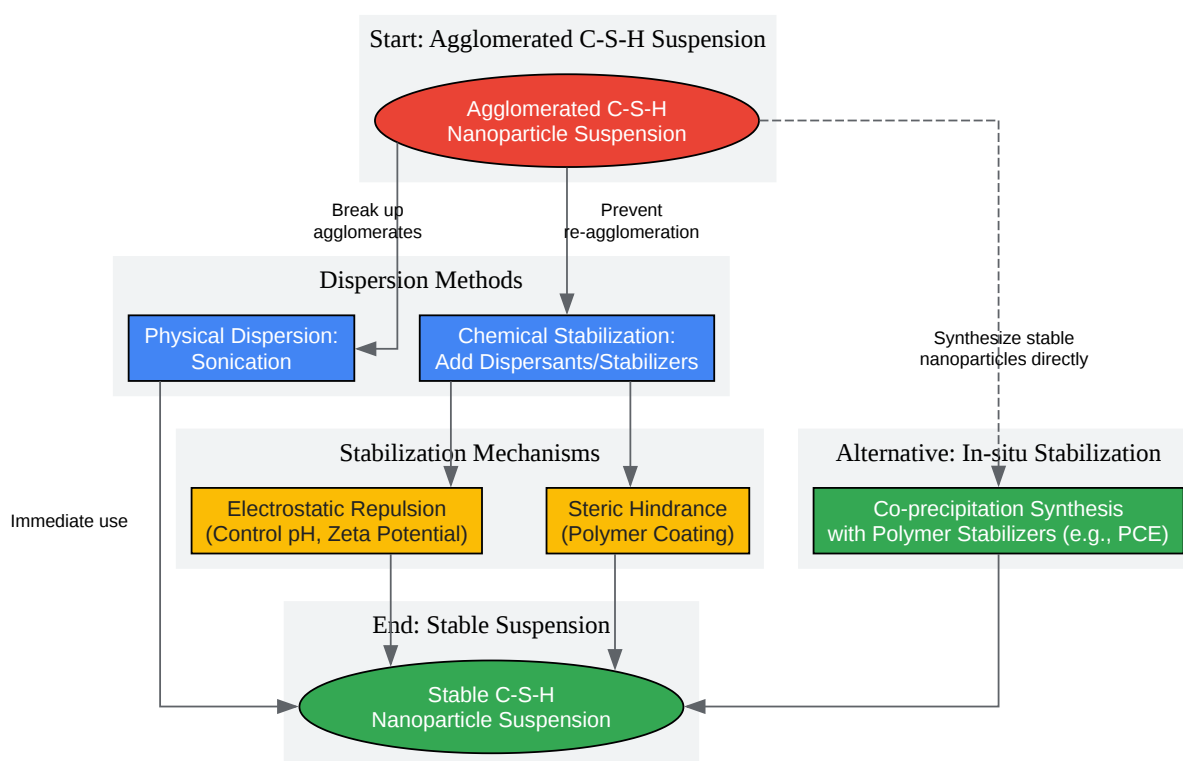 Start: Agglomerated C-S-H Suspension
Agglomerated C-S-H
Nanoparticle Suspension
Break up
agglomerates
Prevent
re-agglomeration
Dispersion Methods
Physical Dispersion:
Sonication
Chemical Stabilization:
Add Dispersants/Stabilizers
Synthesize stable
nanoparticles directly
Stabilization Mechanisms
Electrostatic Repulsion
(Control pH, Zeta Potential)
Steric Hindrance
(Polymer Coating)
Alternative: In-situ Stabilization
Co-precipitation Synthesis
with Polymer Stabilizers (e.g., PCE)
Immediate use
End: Stable Suspension
Stable C-S-H
Nanoparticle Suspension